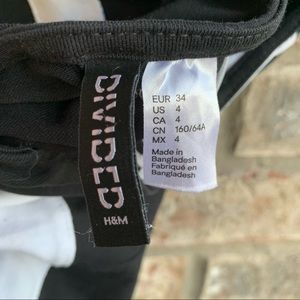 DIVIDED
H&M
EUR 34
US 4
CA 4
CN 160/64A
MX 4
Made in
Bangladesh
Fabriqué en
Bangladesh